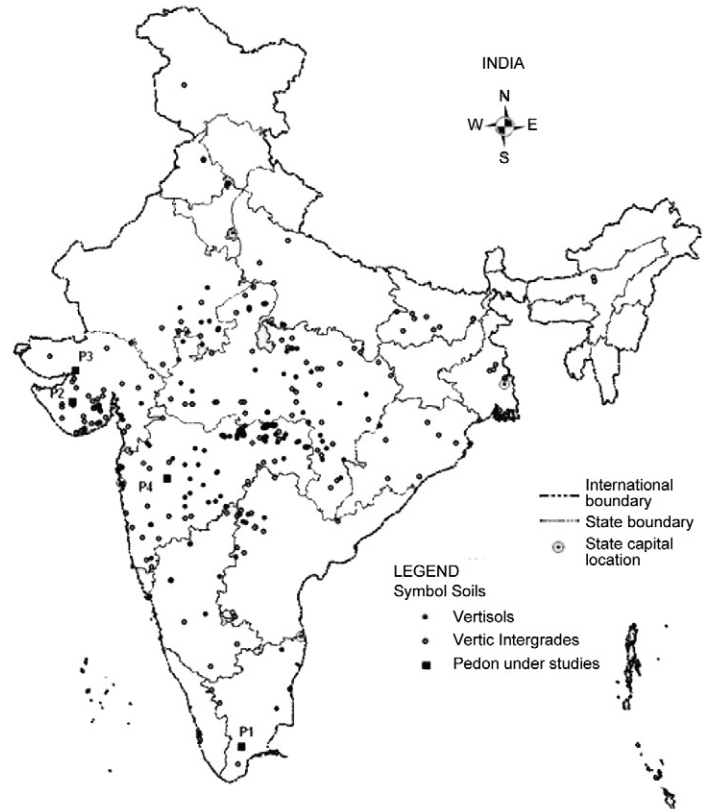 INDIA
N
W E
S
P3
P2
P4
P1
International
boundary
State boundary
State capital
location
LEGEND
Symbol Soils
Vertisols
Vertic Intergrades
Pedon under studies